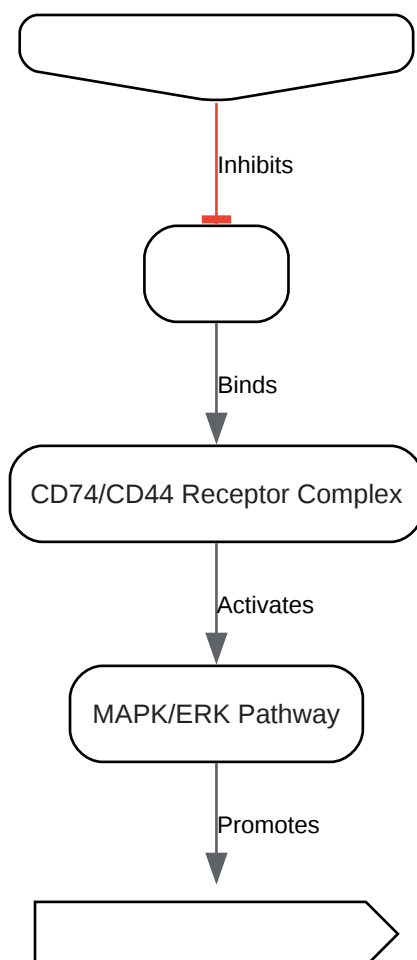 Inhibits
Binds
CD74/CD44 Receptor Complex
Activates
MAPK/ERK Pathway
Promotes